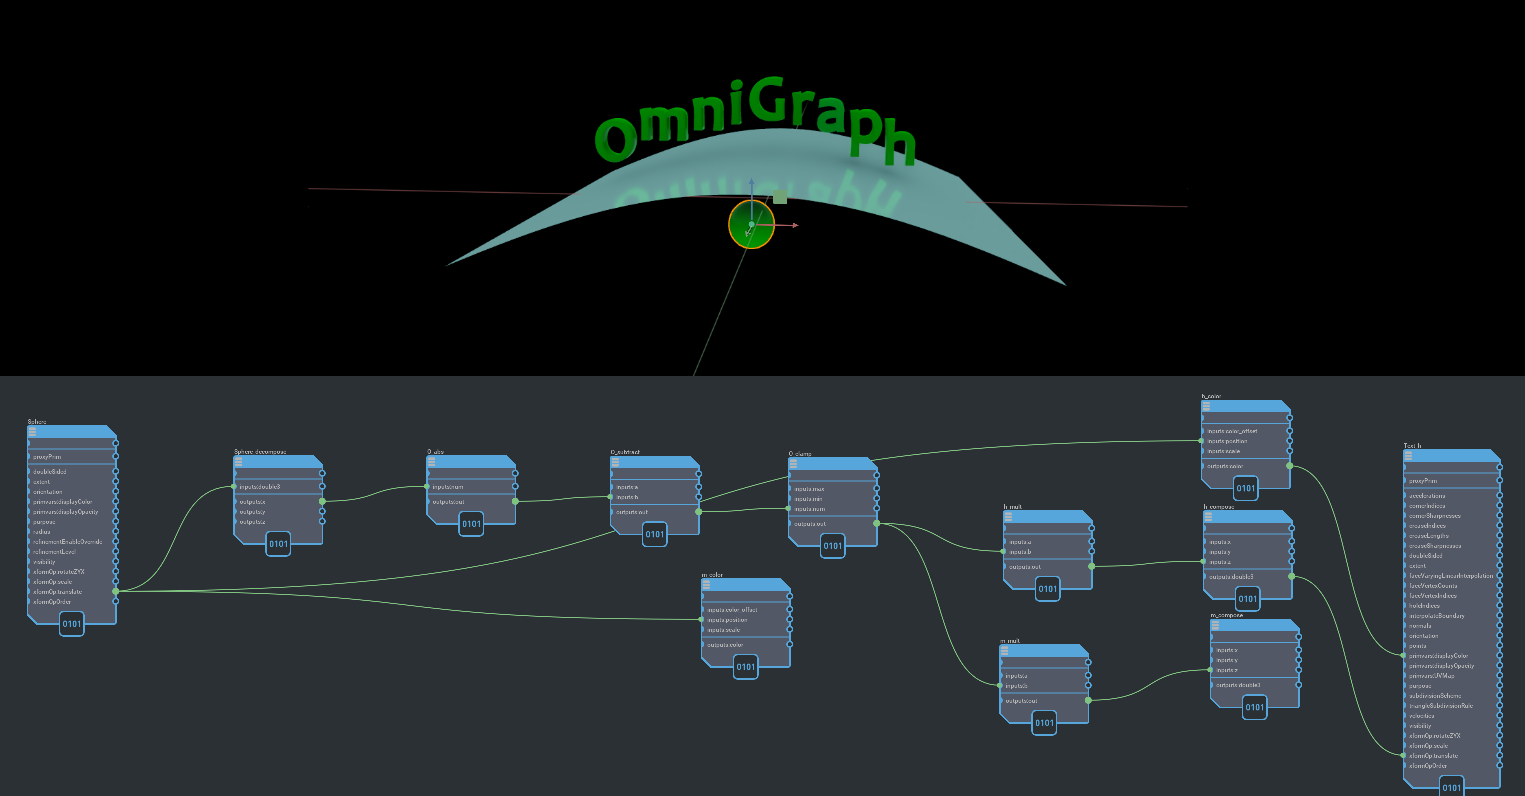 OmniGraph
Sphere
proxyPrim
doubleSided
extent
orientation
primvars:displayColor
primvars:displayOpacity
purpose
radius
refinementEnableOverride
refinementLevel
visibility
xformOp:rotateZYX
xformOp:scale
xformOp:translate
xformOpOrder
0101
Sphere_decompose
inputs:double3
outputs:x
outputs:y
outputs:z
0101
O_abs
inputs:num
outputs:out
0101
O_subtract
inputs:a
inputs:b
outputs:out
0101
m_color
inputs:color_offset
inputs:position
inputs:scale
outputs:color
0101
O_clamp
inputs:max
inputs:min
inputs:num
outputs:out
0101
h_mult
inputs:a
inputs:b
outputs:out
0101
m_mult
inputs:a
inputs:b
outputs:out
0101
h_color
inputs:color_offset
inputs:position
inputs:scale
outputs:color
0101
h_compose
inputs:x
inputs:y
inputs:z
outputs:double3
0101
m_compose
inputs:x
inputs:y
inputs:z
outputs:double3
0101
Text_h
proxyPrim
accelerations
cornerIndices
cornerSharpnesses
creaseIndices
creaseLengths
creaseSharpnesses
doubleSided
extent
faceVaryingLinearInterpolation
faceVertexCounts
faceVertexIndices
holeIndices
interpolateBoundary
normals
orientation
points
primvars:displayColor
primvars:displayOpacity
primvars:UVMap
purpose
subdivisionScheme
triangleSubdivisionRule
velocities
visibility
xformOp:rotateZYX
xformOp:scale
xformOp:translate
xformOpOrder
0101